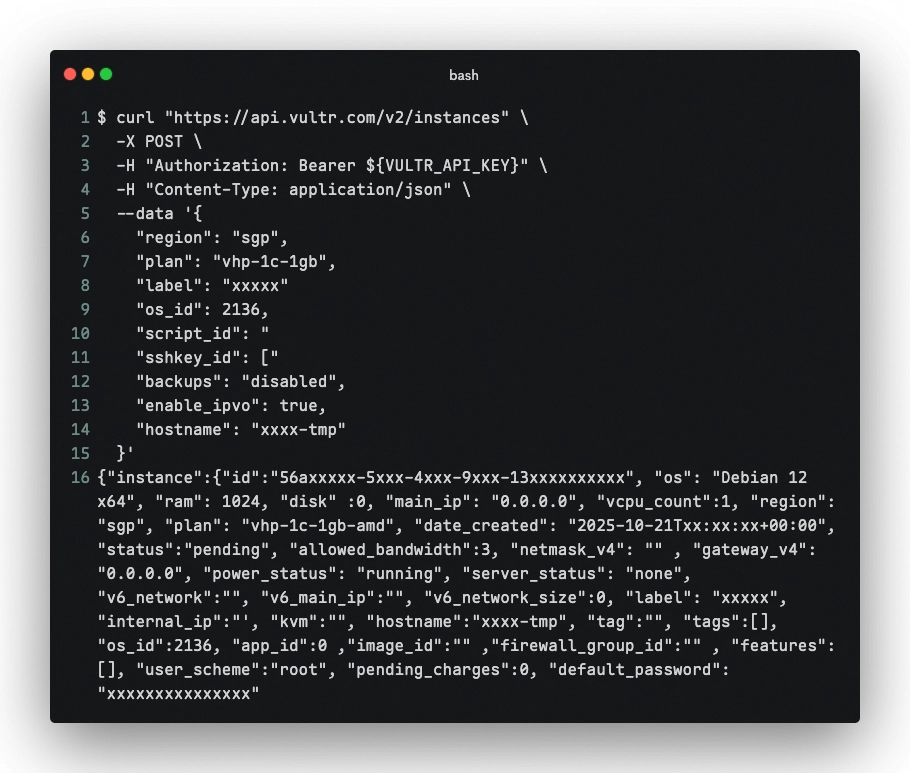 bash
1 $ curl "https://api.vultr.com/v2/instances" \
2 -X POST \
3 -H "Authorization: Bearer ${VULTR_API_KEY}" \
4 -H "Content-Type: application/json" \
5 --data '{
6 "region": "sgp",
7 "plan": "vhp-1c-1gb",
8 "label": "xxxxx"
9 "os_id": 2136,
10 "script_id": "
11 "sshkey_id": ["
12 "backups": "disabled",
13 "enable_ipvo": true,
14 "hostname": "xxxx-tmp"
15 }'
16 {"instance":{"id":"56axxxxx-5xxx-4xxx-9xxx-13xxxxxxxxxx", "os": "Debian 12
x64", "ram": 1024, "disk" :0, "main_ip": "0.0.0.0", "vcpu_count":1, "region":
"sgp", "plan": "vhp-1c-1gb-amd", "date_created": "2025-10-21Txx:xx:xx+00:00",
"status":"pending", "allowed_bandwidth":3, "netmask_v4": "" , "gateway_v4":
"0.0.0.0", "power_status": "running", "server_status": "none",
"v6_network":"", "v6_main_ip":"", "v6_network_size":0, "label": "xxxxx",
"internal_ip":"', "kvm":"", "hostname":"xxxx-tmp", "tag":"", "tags":[],
"os_id":2136, "app_id":0 ,"image_id":"" ,"firewall_group_id":"" , "features":
[], "user_scheme":"root", "pending_charges":0, "default_password":
"xxxxxxxxxxxxxxx"